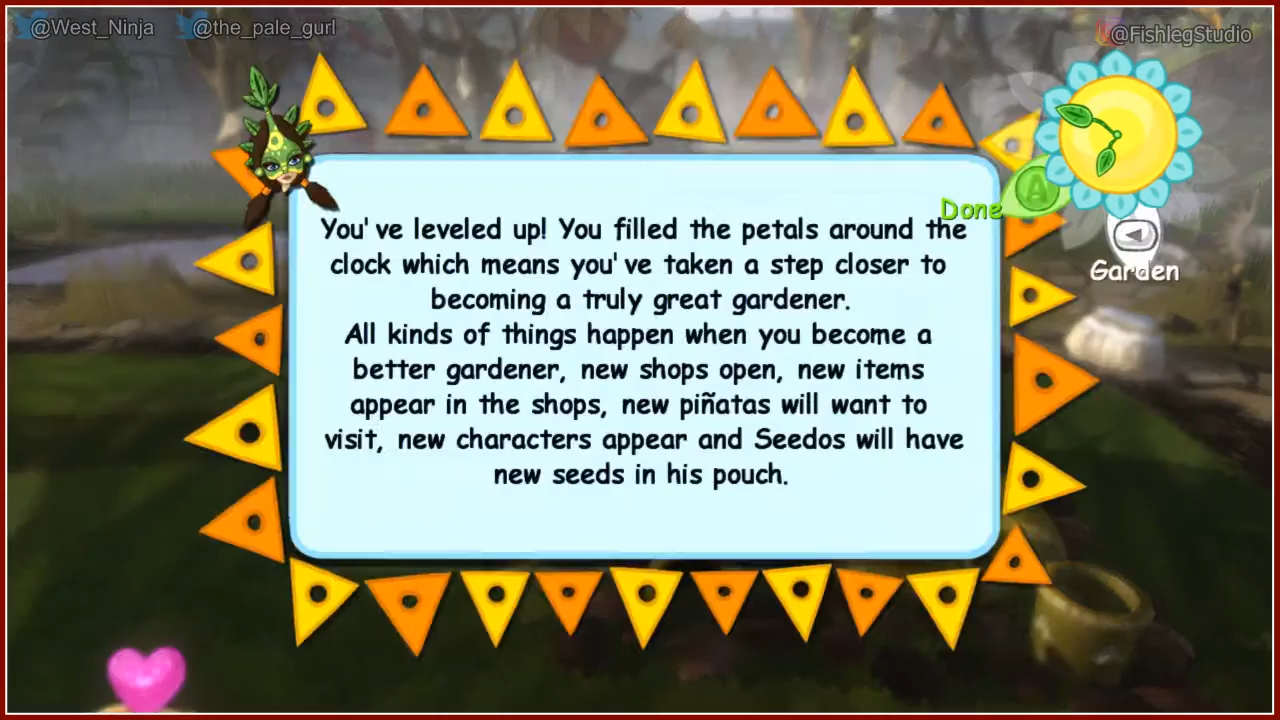 @West_Ninja @the_pale_gurl @FishlegStudio
Done
A
Garden
You've leveled up! You filled the petals around the
clock which means you've taken a step closer to
becoming a truly great gardener.
All kinds of things happen when you become a
better gardener, new shops open, new items
appear in the shops, new piñatas will want to
visit, new characters appear and Seedos will have
new seeds in his pouch.